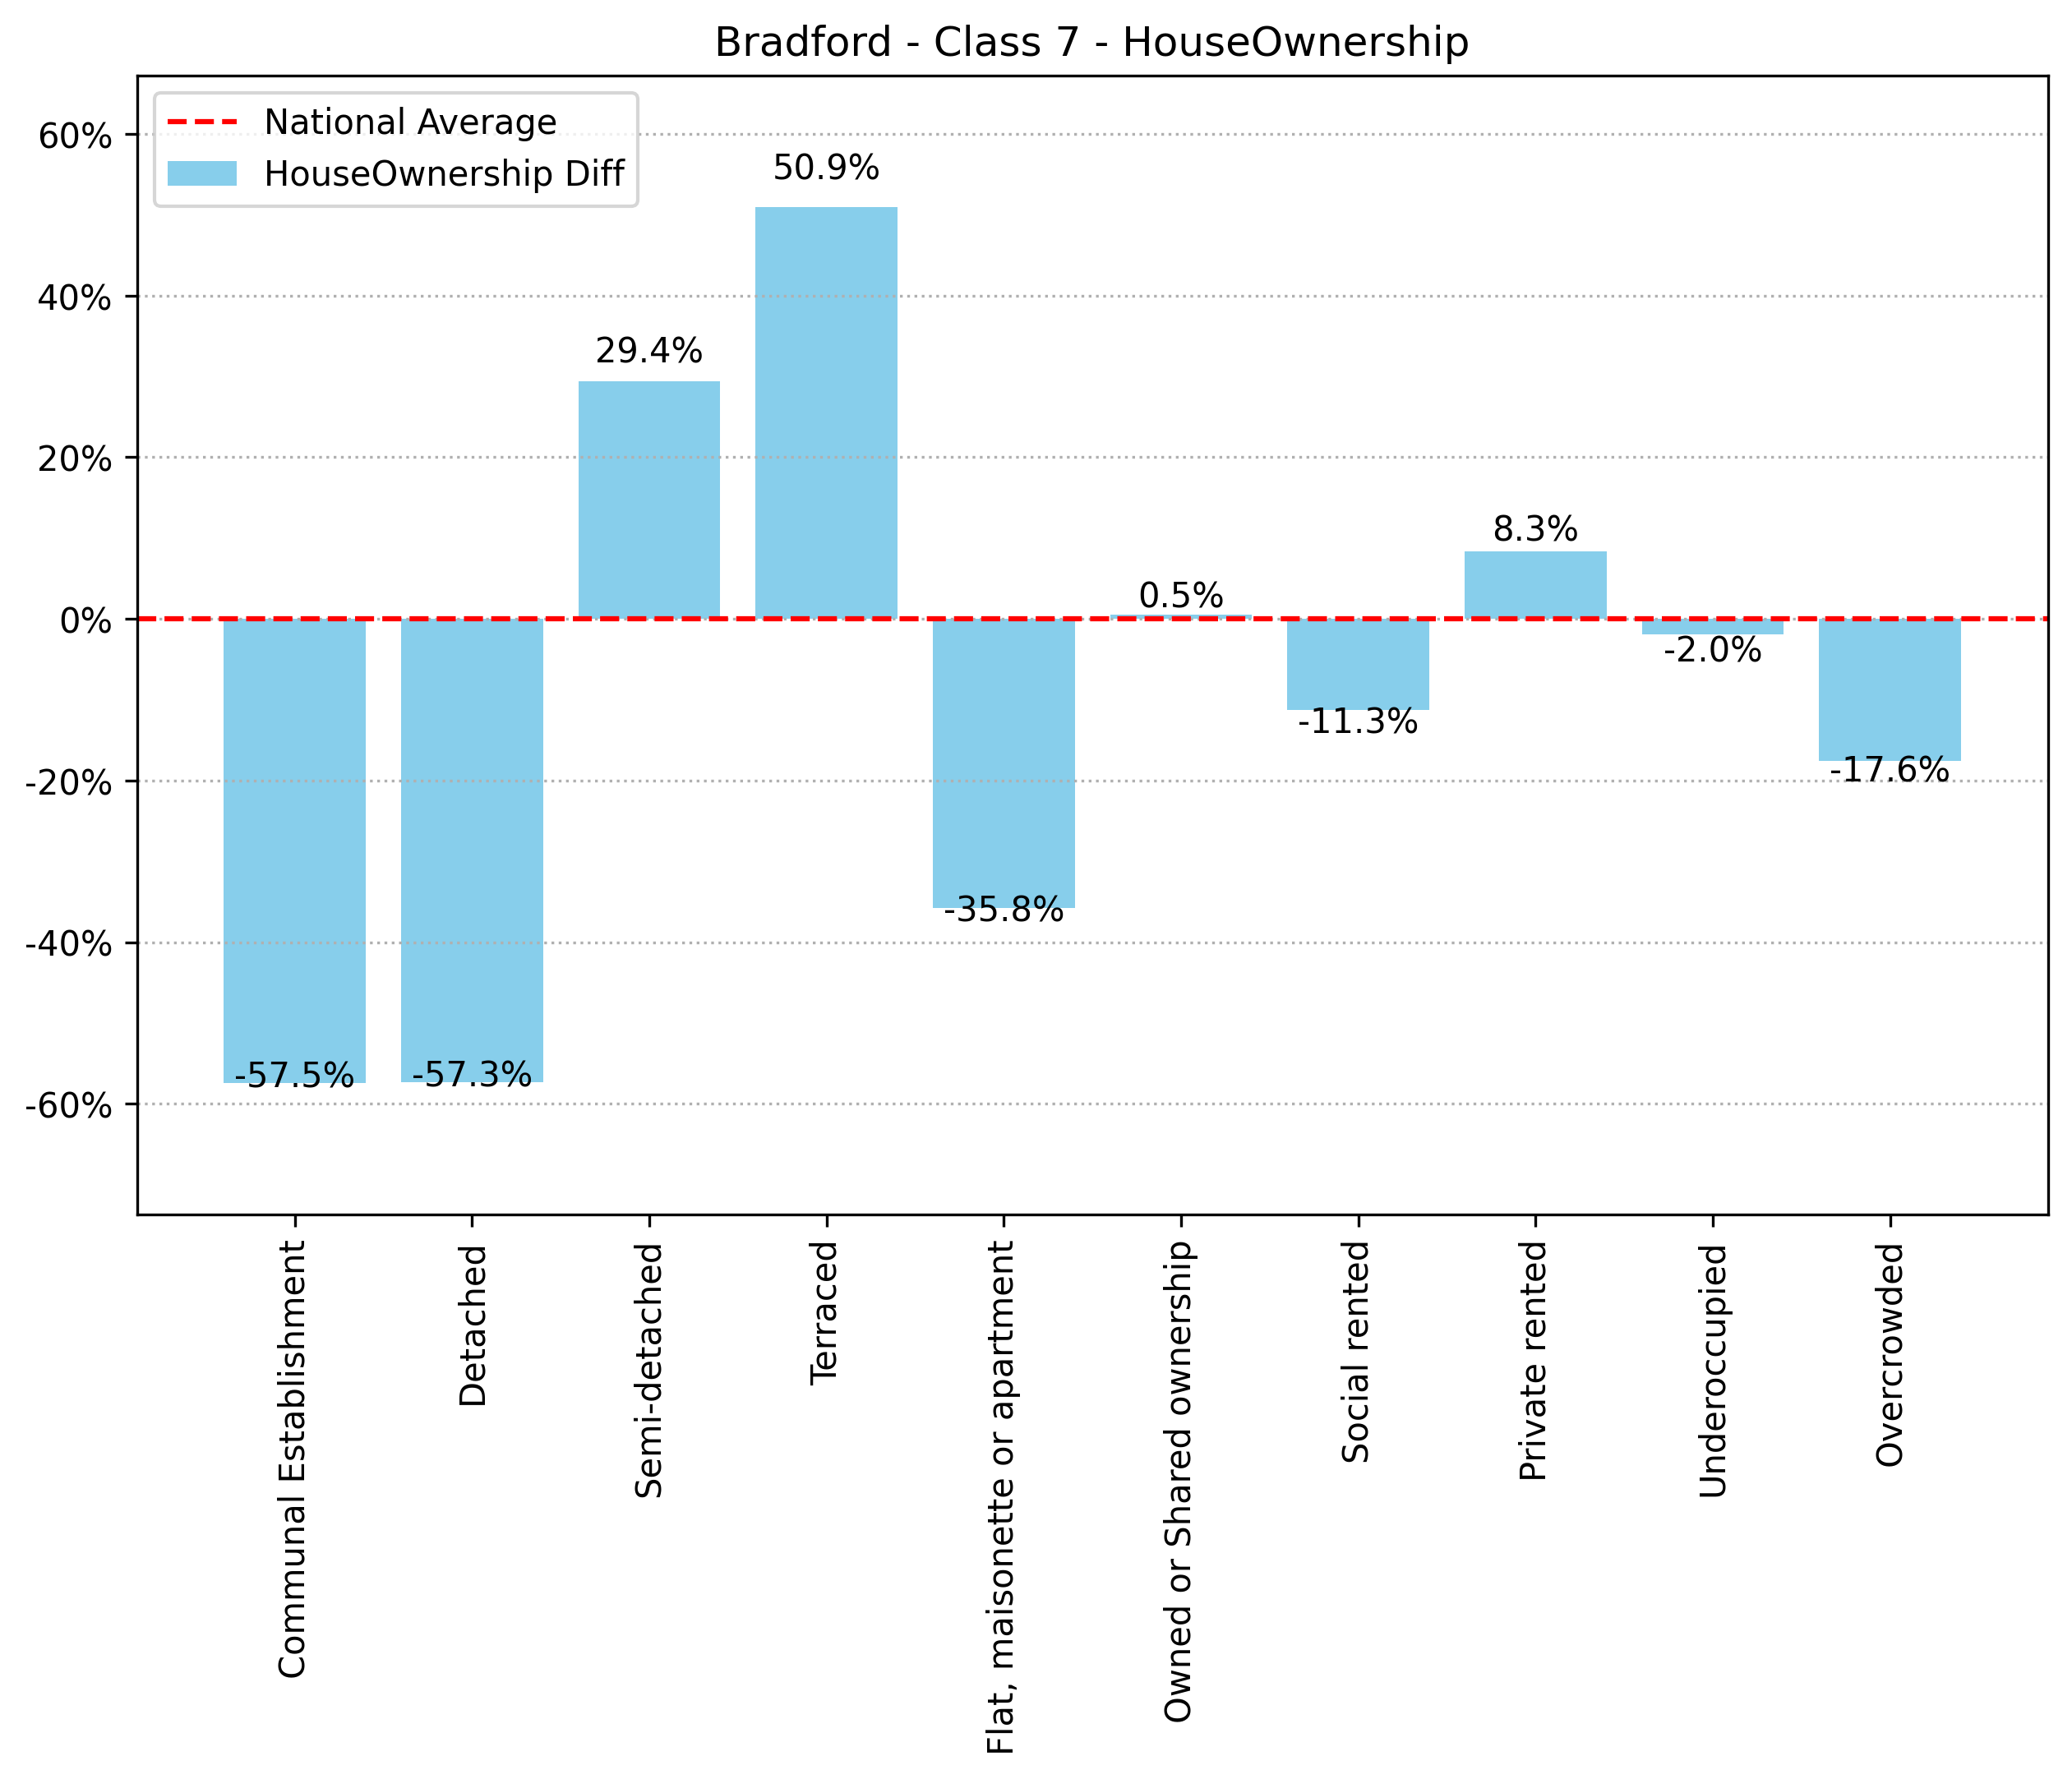 Bradford - Class 7 - HouseOwnership
National Average
HouseOwnership Diff
60%
40%
20%
0%
-20%
-40%
-60%
-57.5%
-57.3%
29.4%
50.9%
-35.8%
0.5%
-11.3%
8.3%
-2.0%
-17.6%
Communal Establishment
Detached
Semi-detached
Terraced
Flat, maisonette or apartment
Owned or Shared ownership
Social rented
Private rented
Underoccupied
Overcrowded